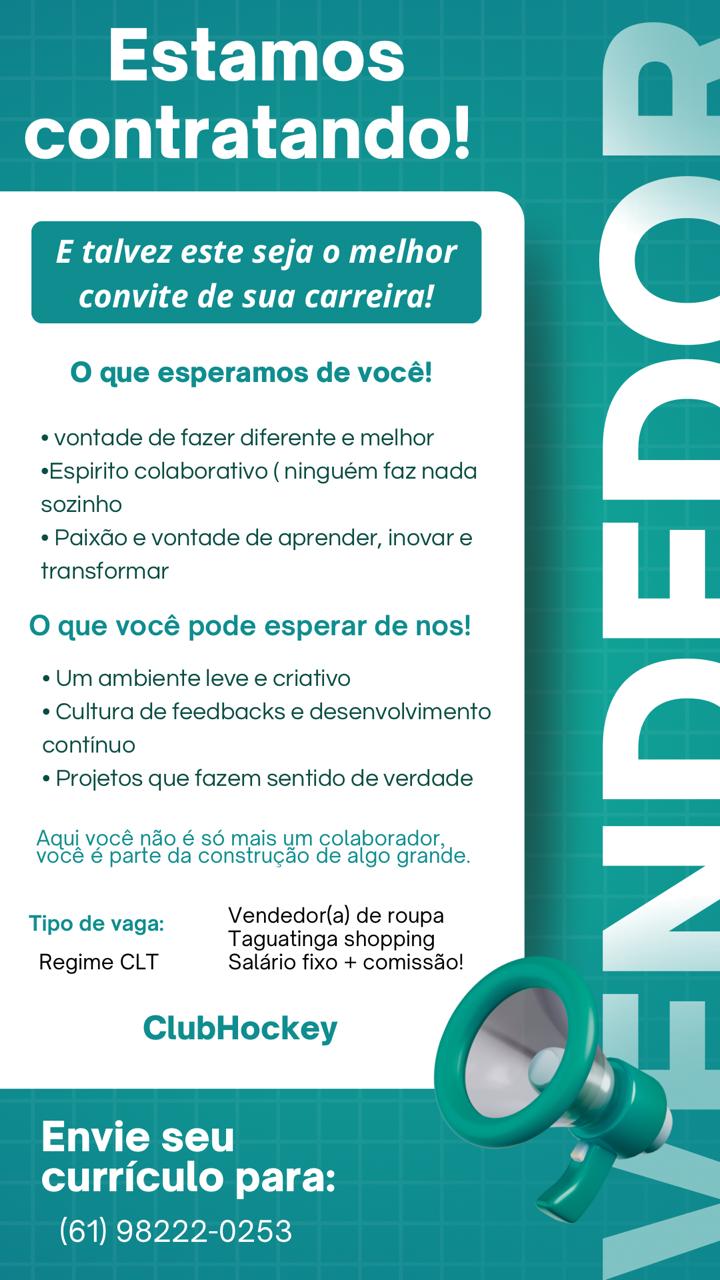 Estamos
contratando!
E talvez este seja o melhor
convite de sua carreira!
O que esperamos de você!
• vontade de fazer diferente e melhor
•Espirito colaborativo ( ninguém faz nada
sozinho
• Paixão e vontade de aprender, inovar e
transformar
O que você pode esperar de nos!
• Um ambiente leve e criativo
• Cultura de feedbacks e desenvolvimento
contínuo
• Projetos que fazem sentido de verdade
Aqui você não é só mais um colaborador,
você é parte da construção de algo grande.
Tipo de vaga:
Regime CLT
Vendedor(a) de roupa
Taguatinga shopping
Salário fixo + comissão!
ClubHockey
Envie seu
currículo para:
(61) 98222-0253
VENDEDOR